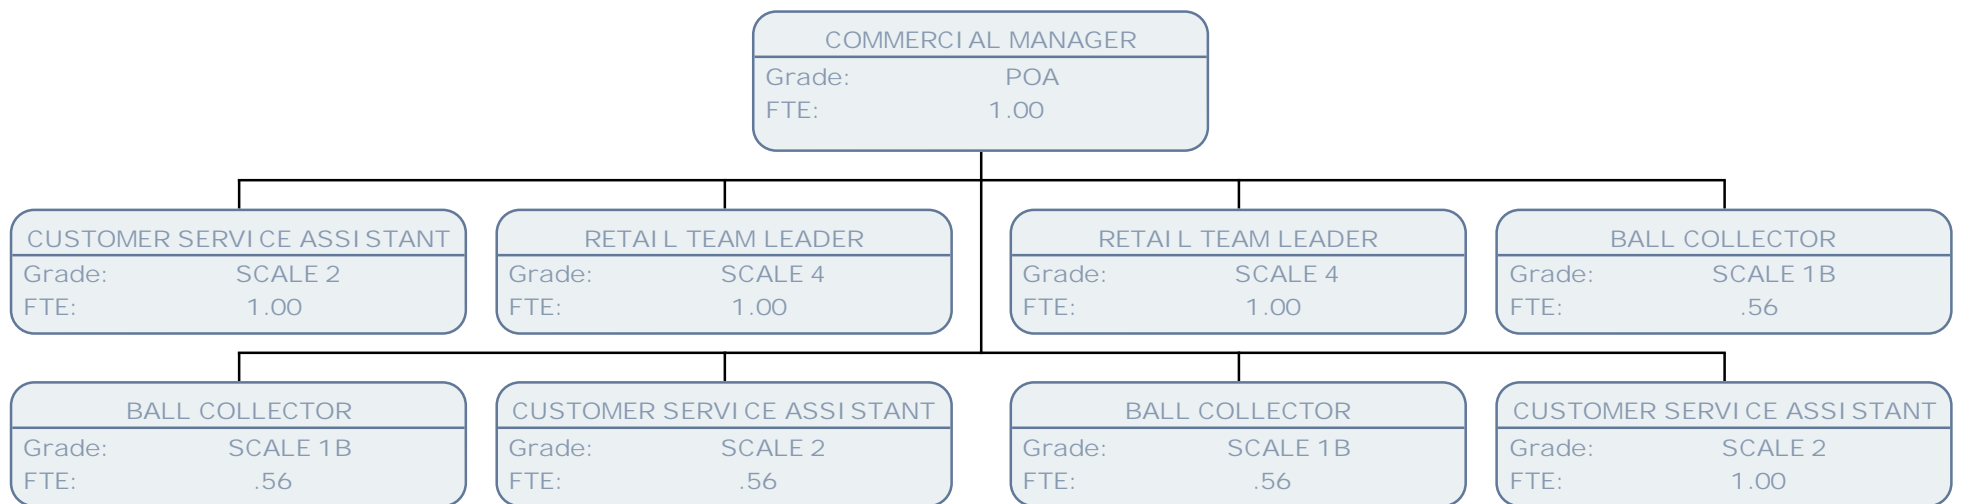 COMMERCIAL MANAGER
Grade: POA
FTE: 1.00
CUSTOMER SERVICE ASSISTANT
Grade: SCALE 2
FTE: 1.00
RETAIL TEAM LEADER
Grade: SCALE 4
FTE: 1.00
RETAIL TEAM LEADER
Grade: SCALE 4
FTE: 1.00
BALL COLLECTOR
Grade: SCALE 1B
FTE: .56
BALL COLLECTOR
Grade: SCALE 1B
FTE: .56
CUSTOMER SERVICE ASSISTANT
Grade: SCALE 2
FTE: .56
BALL COLLECTOR
Grade: SCALE 1B
FTE: .56
CUSTOMER SERVICE ASSISTANT
Grade: SCALE 2
FTE: 1.00